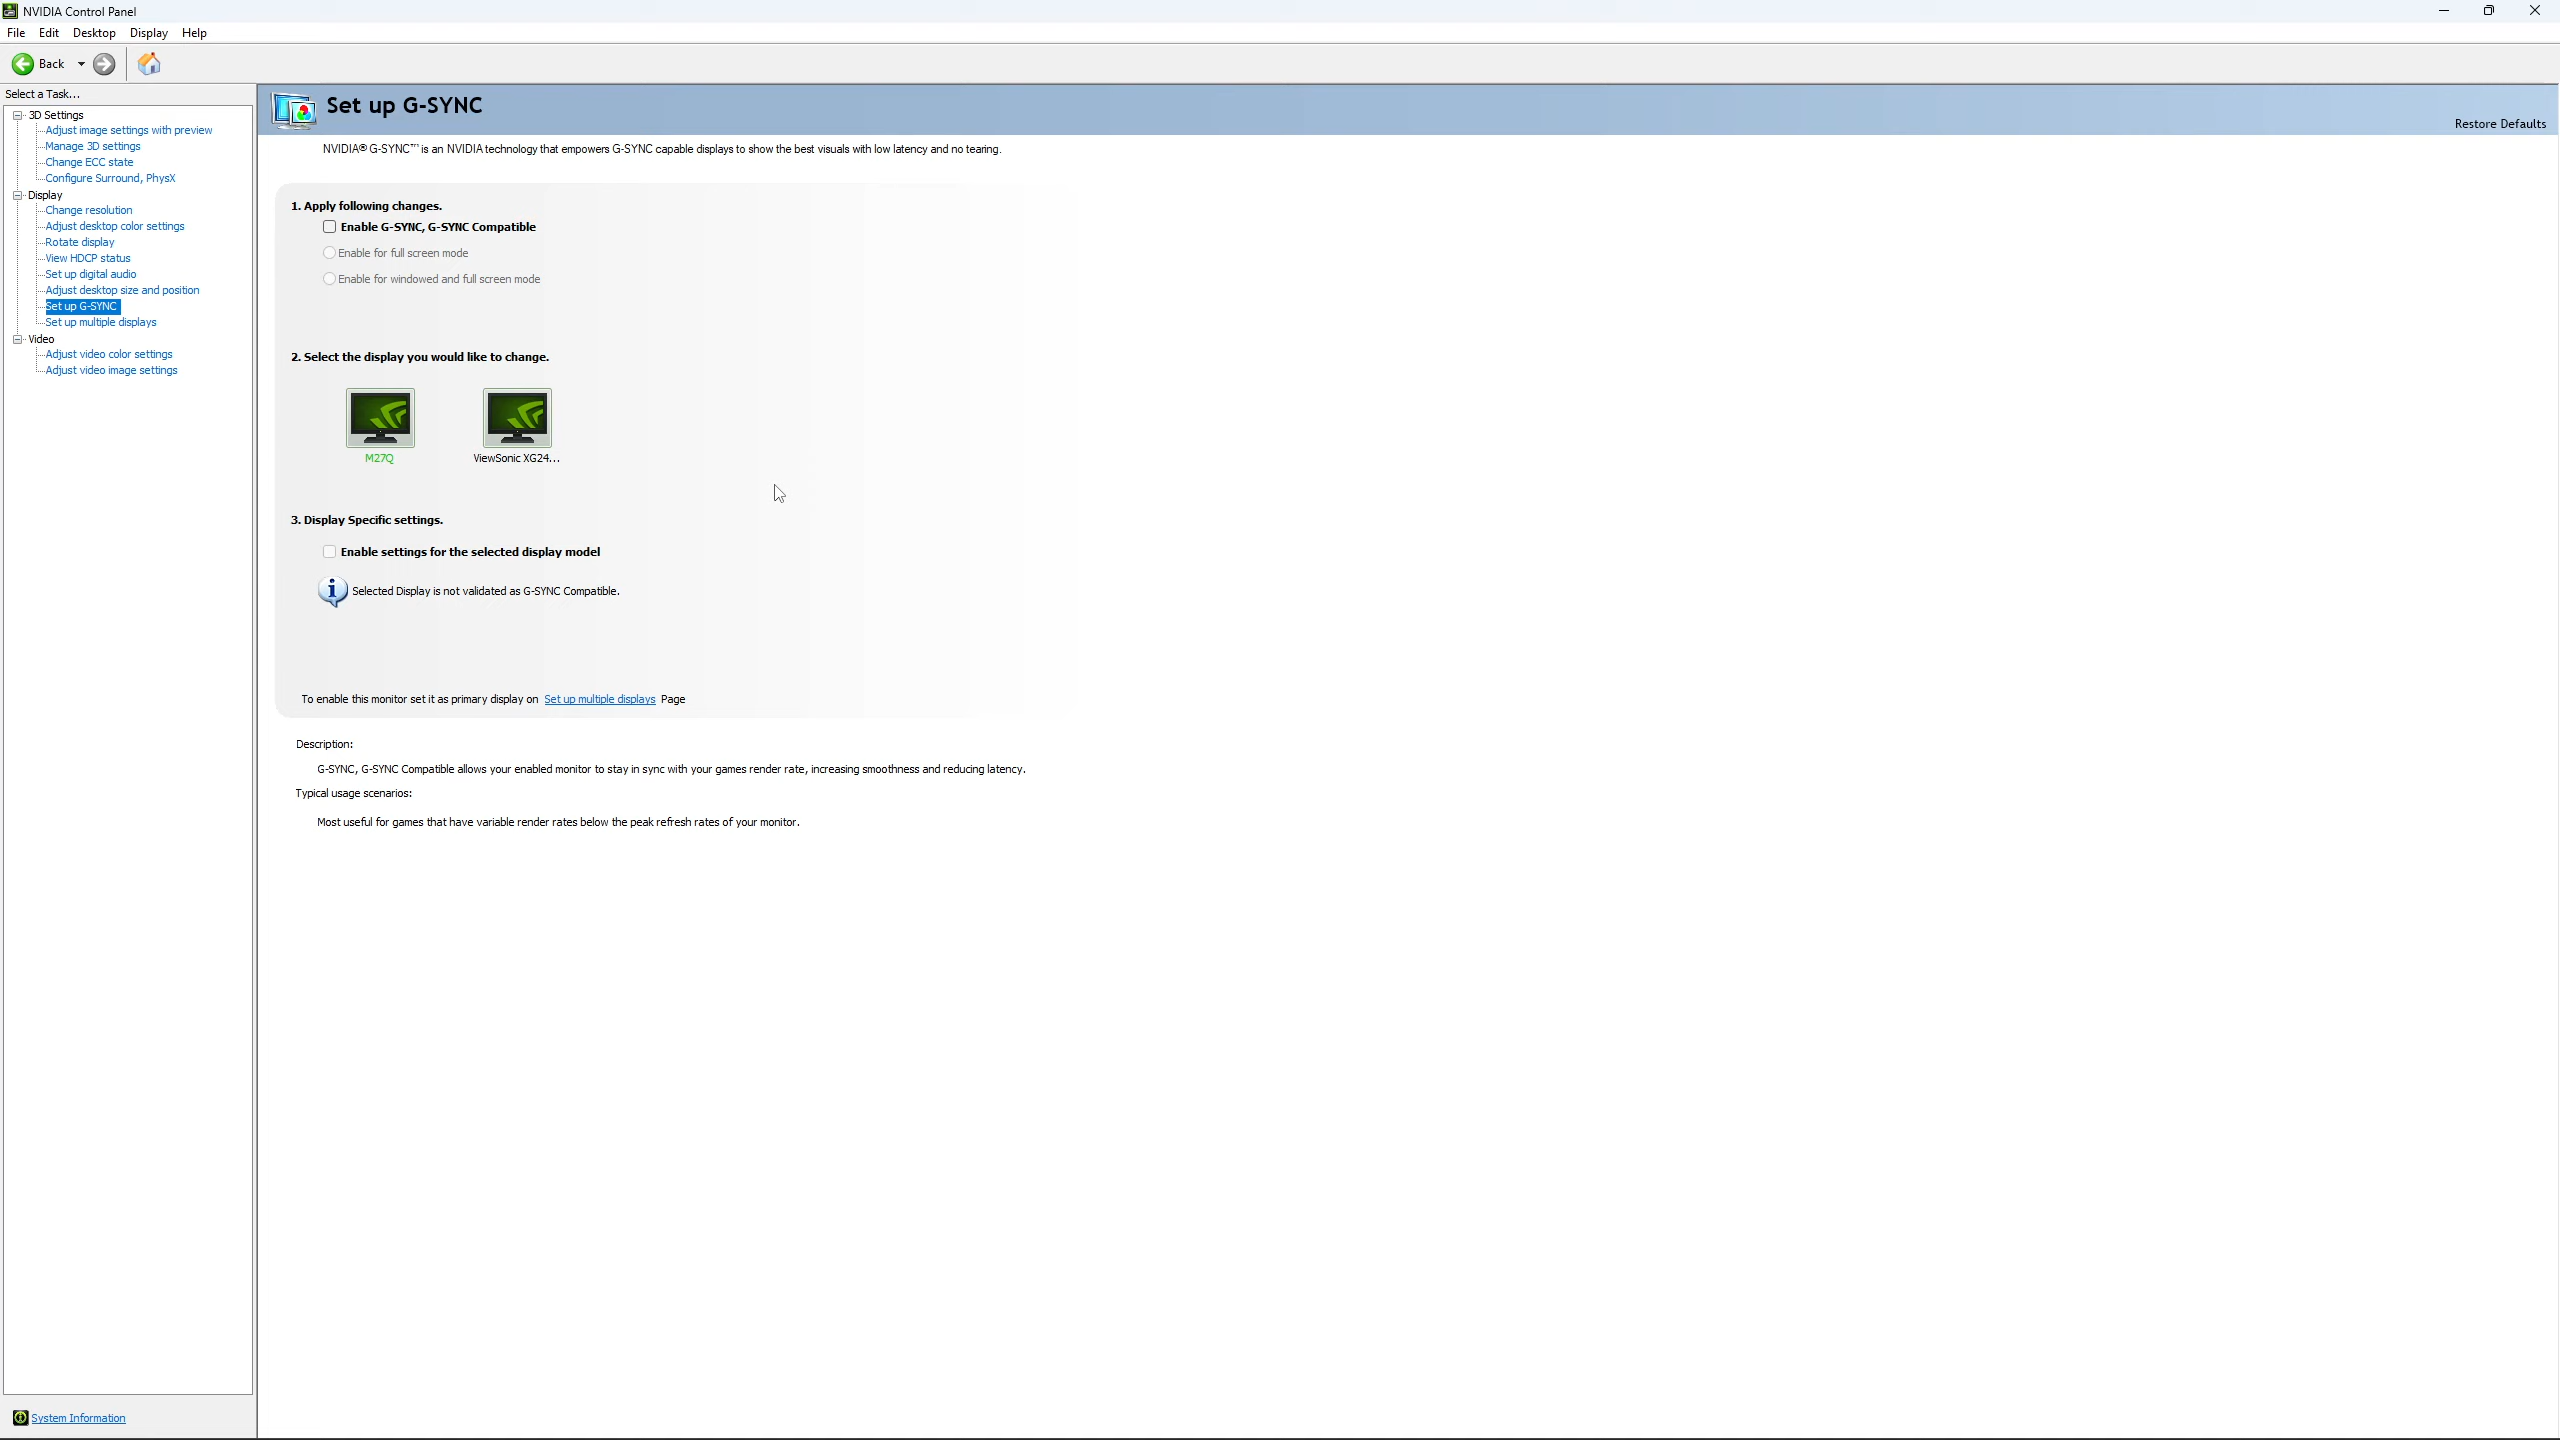 NVIDIA Control Panel
File Edit Desktop Display Help
Back
Select a Task...
3D Settings
Adjust image settings with preview
Manage 3D settings
Change ECC state
Configure Surround, PhysX
Display
Change resolution
Adjust desktop color settings
Rotate display
View HDCP status
Set up digital audio
Adjust desktop size and position
Set up G-SYNC
Set up multiple displays
Video
Adjust video color settings
Adjust video image settings
System Information
Set up G-SYNC
Restore Defaults
NVIDIA® G-SYNC™ is an NVIDIA technology that empowers G-SYNC capable displays to show the best visuals with low latency and no tearing.
1. Apply following changes.
Enable G-SYNC, G-SYNC Compatible
Enable for full screen mode
Enable for windowed and full screen mode
2. Select the display you would like to change.
M27Q
ViewSonic XG24...
3. Display Specific settings.
Enable settings for the selected display model
Selected Display is not validated as G-SYNC Compatible.
To enable this monitor set it as primary display on Set up multiple displays Page
Description:
G-SYNC, G-SYNC Compatible allows your enabled monitor to stay in sync with your games render rate, increasing smoothness and reducing latency.
Typical usage scenarios:
Most useful for games that have variable render rates below the peak refresh rates of your monitor.